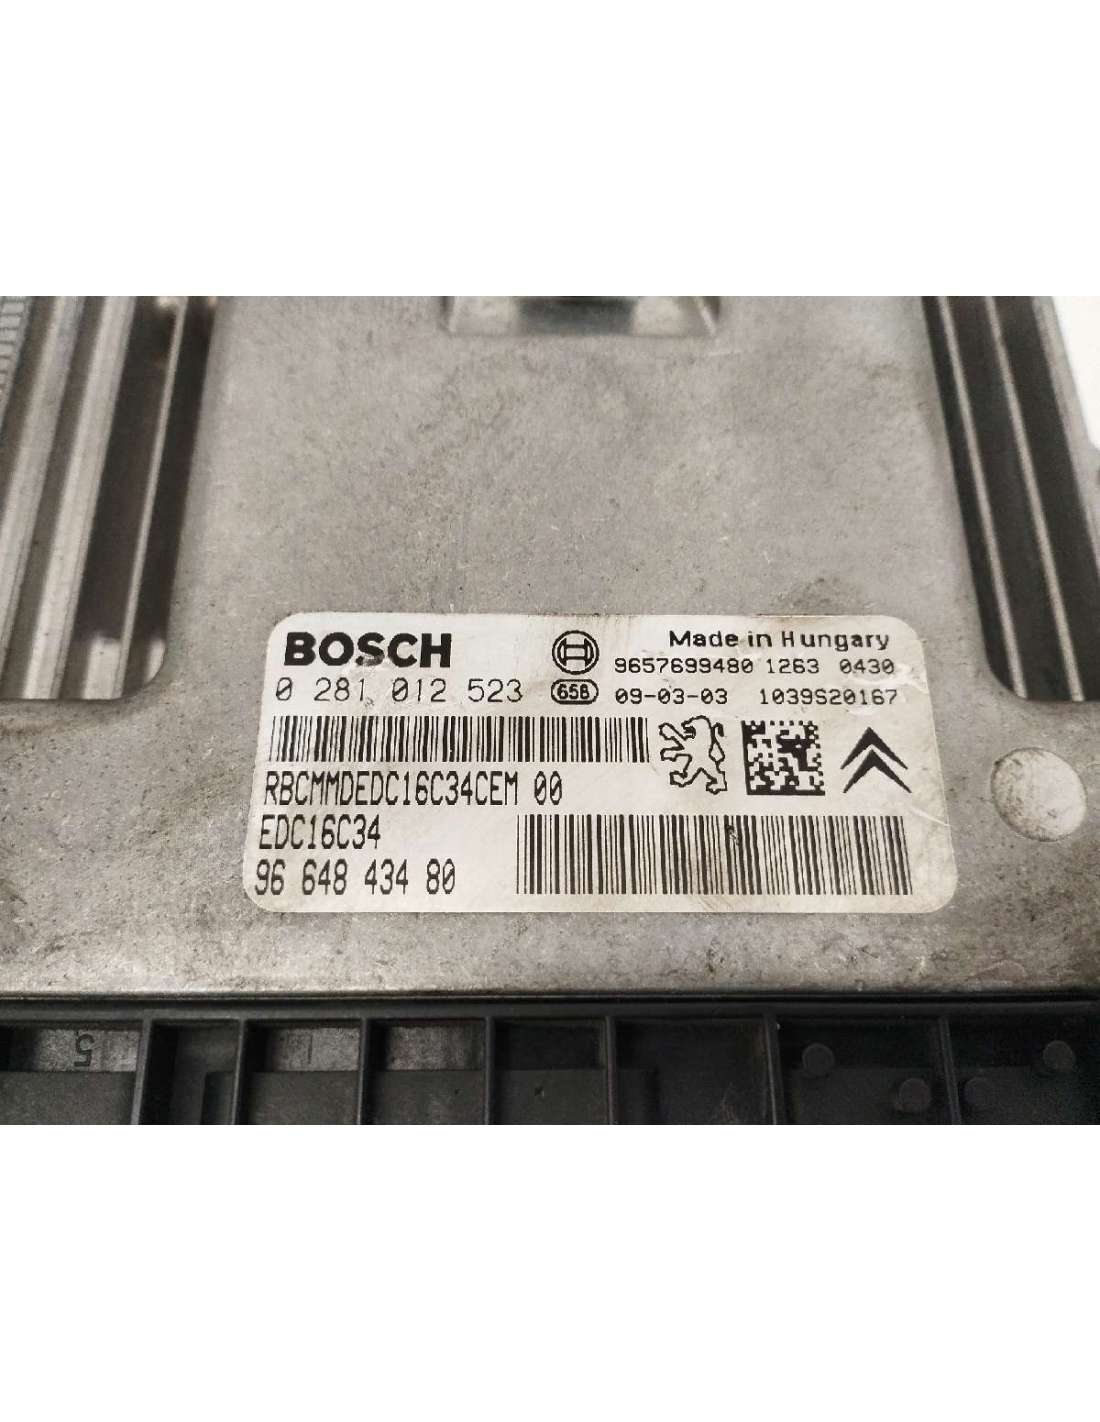 BOSCH
Made in Hungary
9657699480 1263 0430
0 281 012 523
658
09-03-03 1039S20167
RBCMMDEDC16C34CEM 00
EDC16C34
96 648 434 80
5